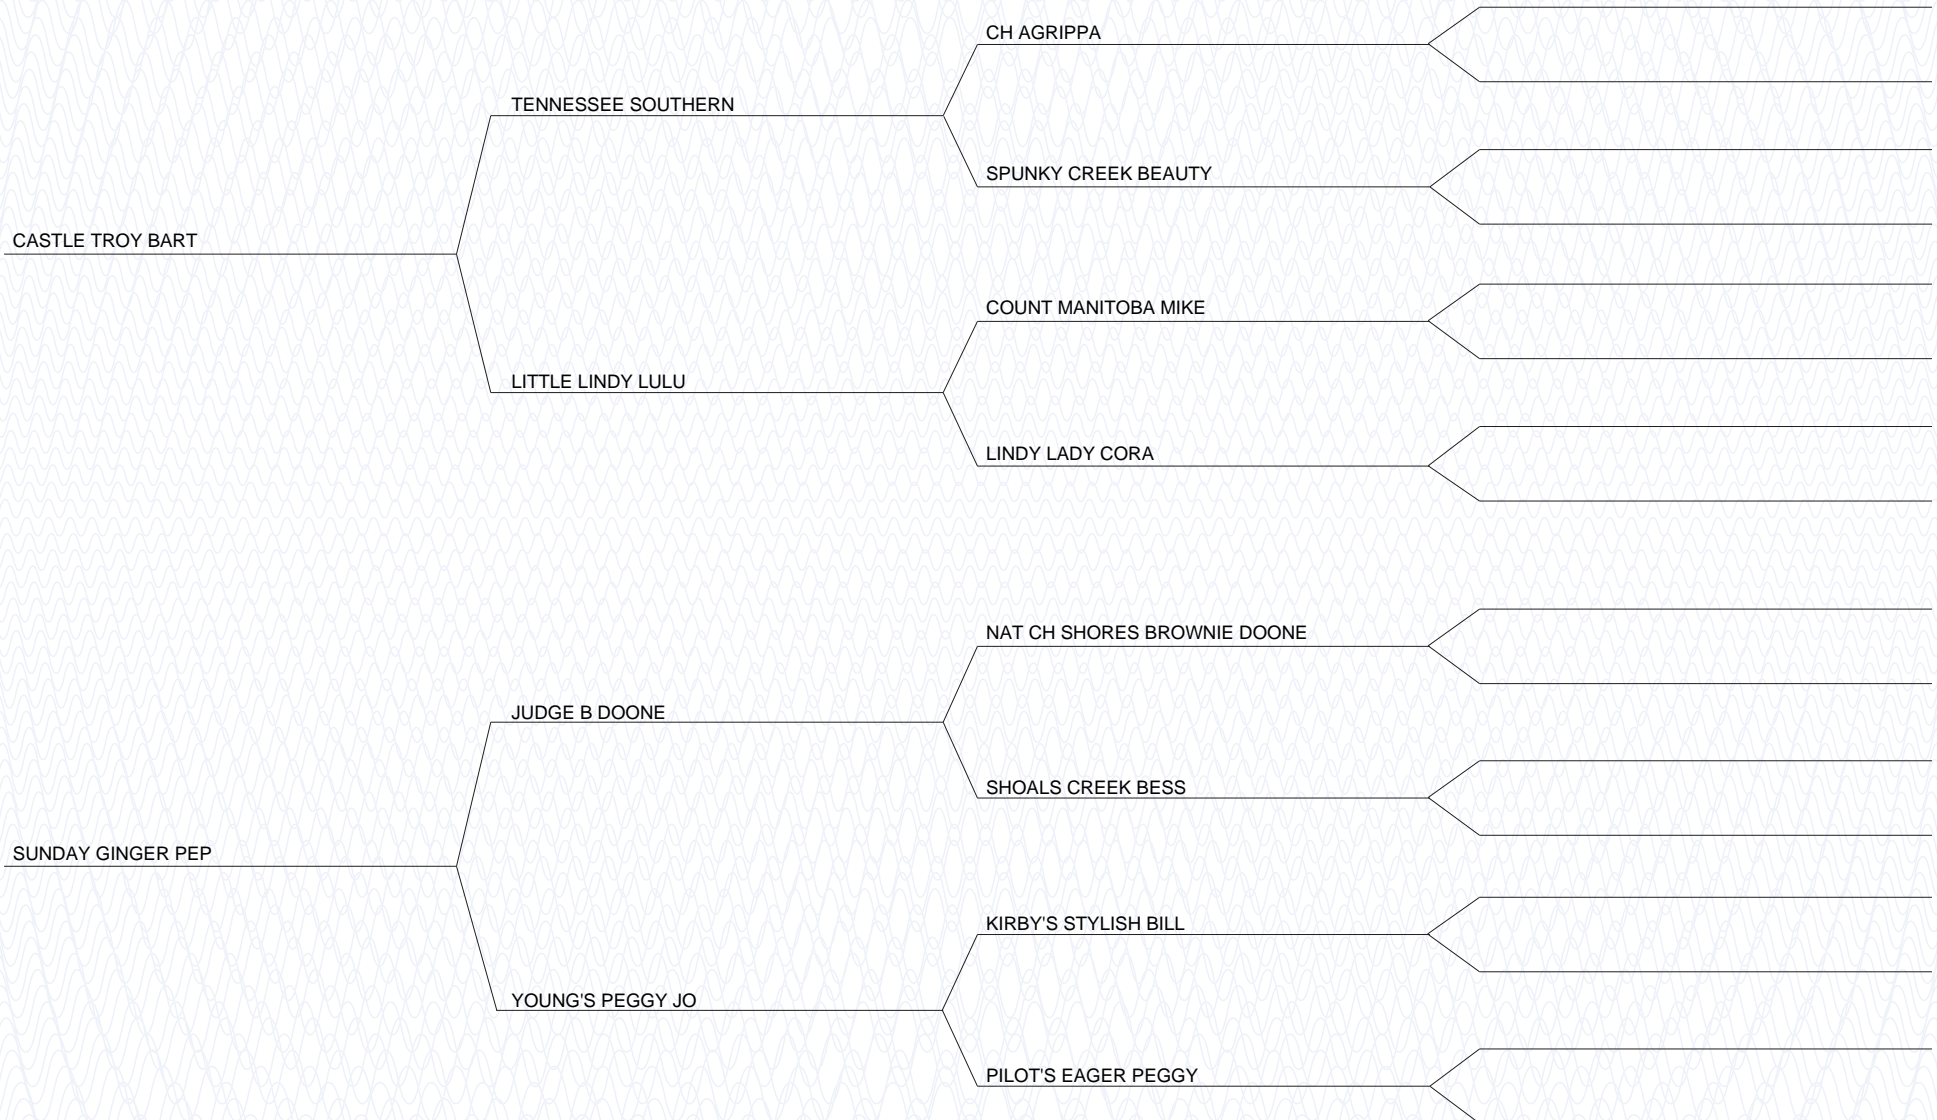 CH AGRIPPA
TENNESSEE SOUTHERN
SPUNKY CREEK BEAUTY
CASTLE TROY BART
COUNT MANITOBA MIKE
LITTLE LINDY LULU
LINDY LADY CORA
NAT CH SHORES BROWNIE DOONE
JUDGE B DOONE
SHOALS CREEK BESS
SUNDAY GINGER PEP
KIRBY'S STYLISH BILL
YOUNG'S PEGGY JO
PILOT'S EAGER PEGGY